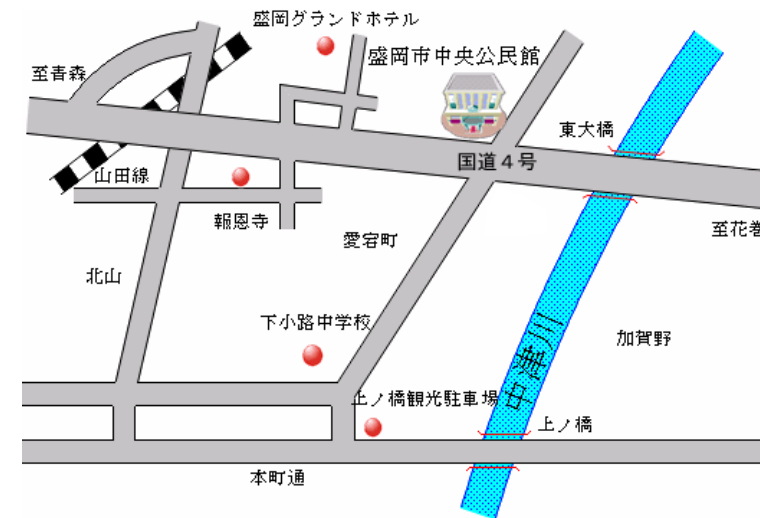 盛岡グランドホテル
盛岡市中央公民館
至青森
東大橋
国道４号
山田線
報恩寺
至花巻
愛宕町
北山
下小路中学校
中津川
加賀野
上ノ橋観光駐車場
上ノ橋
本町通